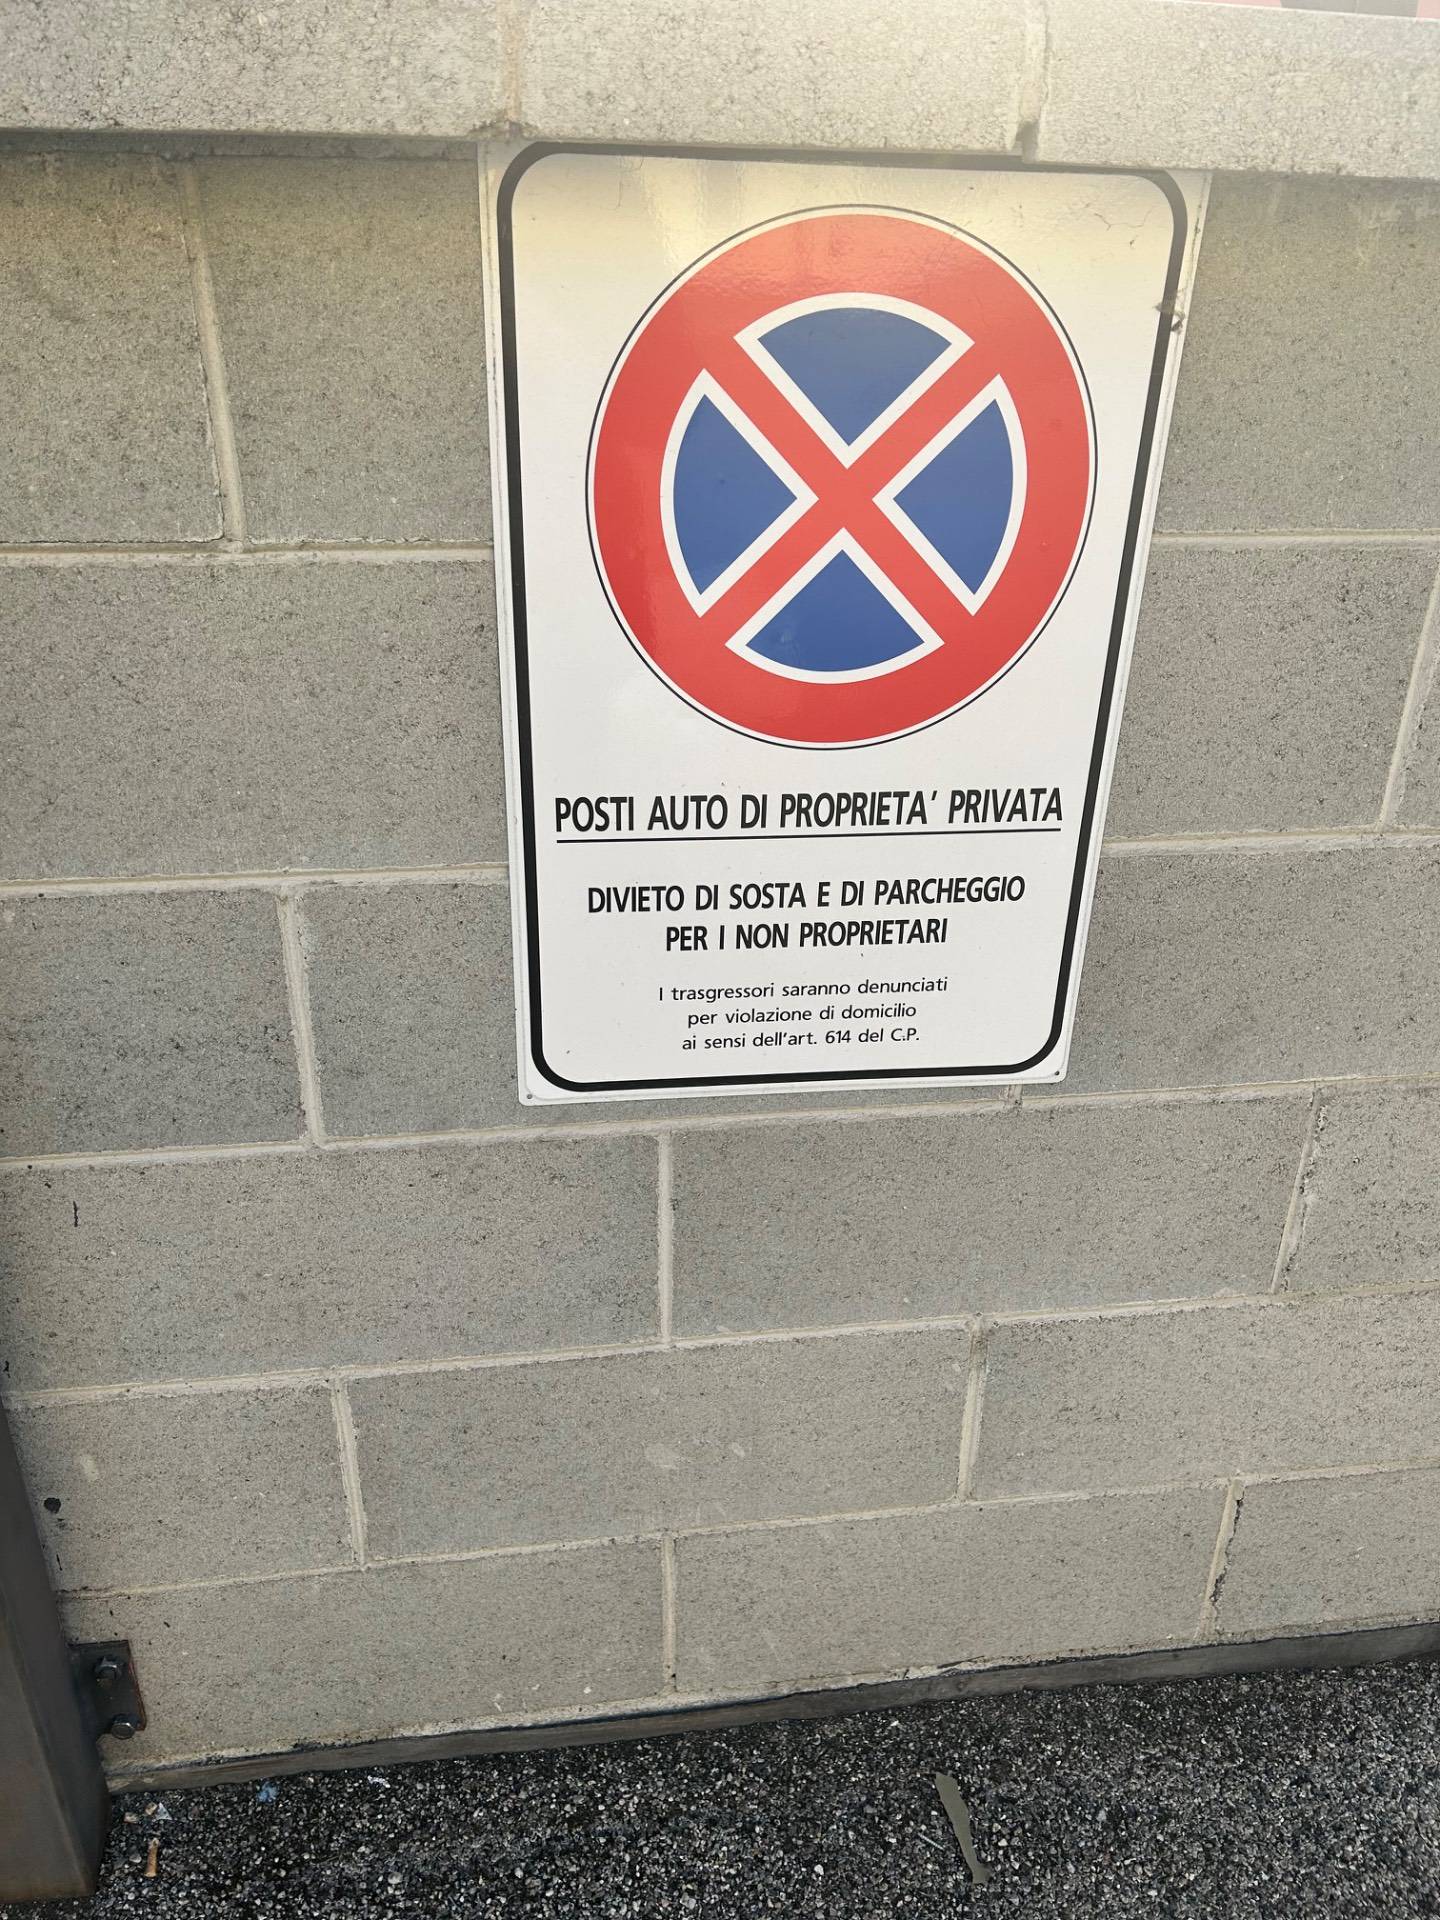 POSTI AUTO DI PROPRIETA' PRIVATA
DIVIETO DI SOSTA E DI PARCHEGGIO
PER I NON PROPRIETARI
I trasgressori saranno denunciati
per violazione di domicilio
ai sensi dell'art. 614 del C.P.